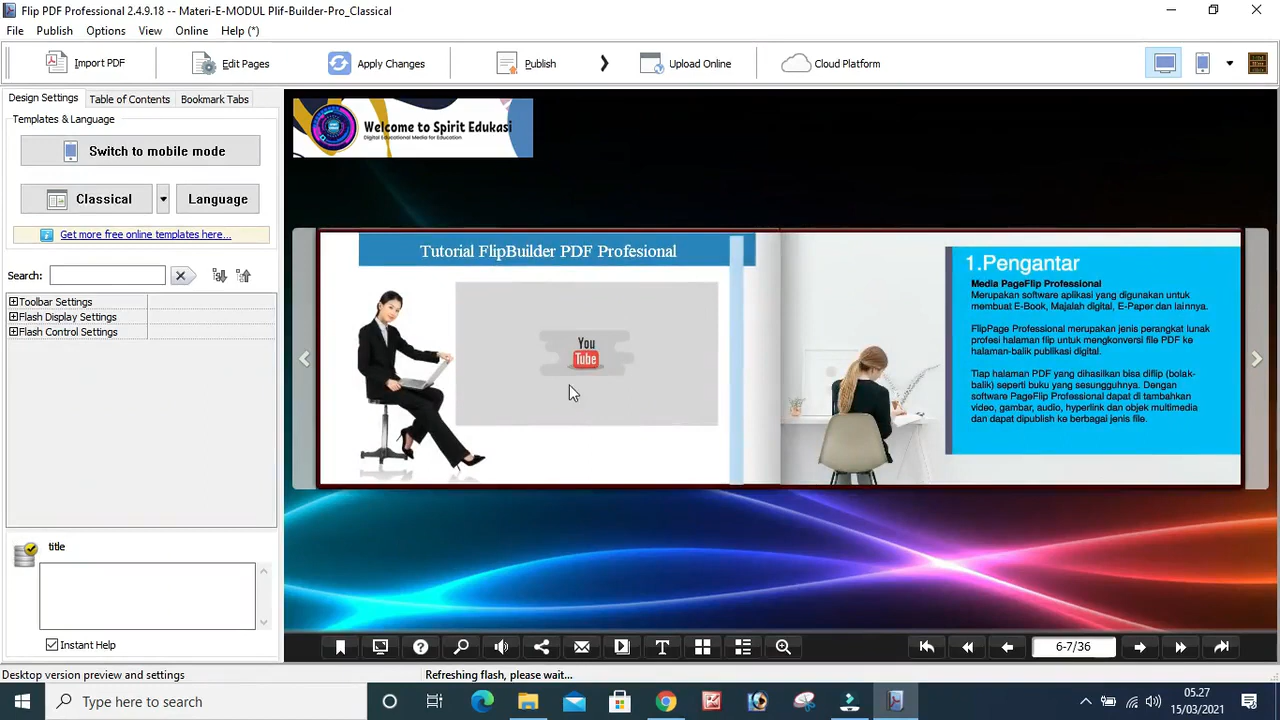 Flip PDF Professional 2.4.9.18 -- Materi-E-MODUL Plif-Builder-Pro_Classical
File Publish Options View Online Help (*)
Import PDF Edit Pages Apply Changes Publish Upload Online Cloud Platform
Design Settings Table of Contents Bookmark Tabs
Templates & Language
Switch to mobile mode
Classical Language
Get more free online templates here...
Search:
Toolbar Settings
Flash Display Settings
Flash Control Settings
title
Instant Help
Welcome to Spirit Edukasi
Digital Educational Media for Education
Tutorial FlipBuilder PDF Profesional
You
Tube
1.Pengantar
Media PageFlip Professional
Merupakan software aplikasi yang digunakan untuk
membuat E-Book, Majalah digital, E-Paper dan lainnya.
FlipPage Professional merupakan jenis perangkat lunak
profesi halaman flip untuk mengkonversi file PDF ke
halaman-balik publikasi digital.
Tiap halaman PDF yang dihasilkan bisa diflip (bolak-
balik) seperti buku yang sesungguhnya. Dengan
software PageFlip Professional dapat di tambahkan
video, gambar, audio, hyperlink dan objek multimedia
dan dapat dipublish ke berbagai jenis file.
6-7/36
Desktop version preview and settings
Refreshing flash, please wait...
Type here to search
05.27
15/03/2021